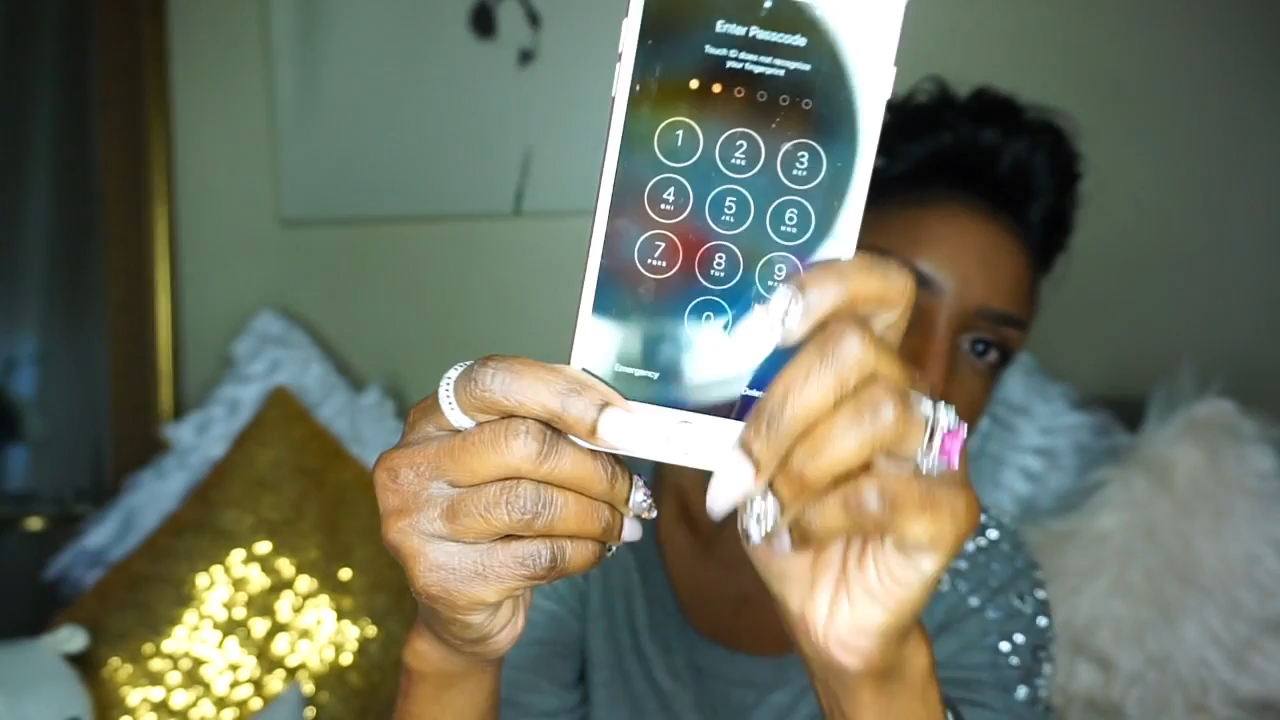 Enter Passcode
Touch ID does not recognize
your fingerprint
1
2 ABC
3 DEF
4 GHI
5 JKL
6 MNO
7 PQRS
8 TUV
9
0
Emergency